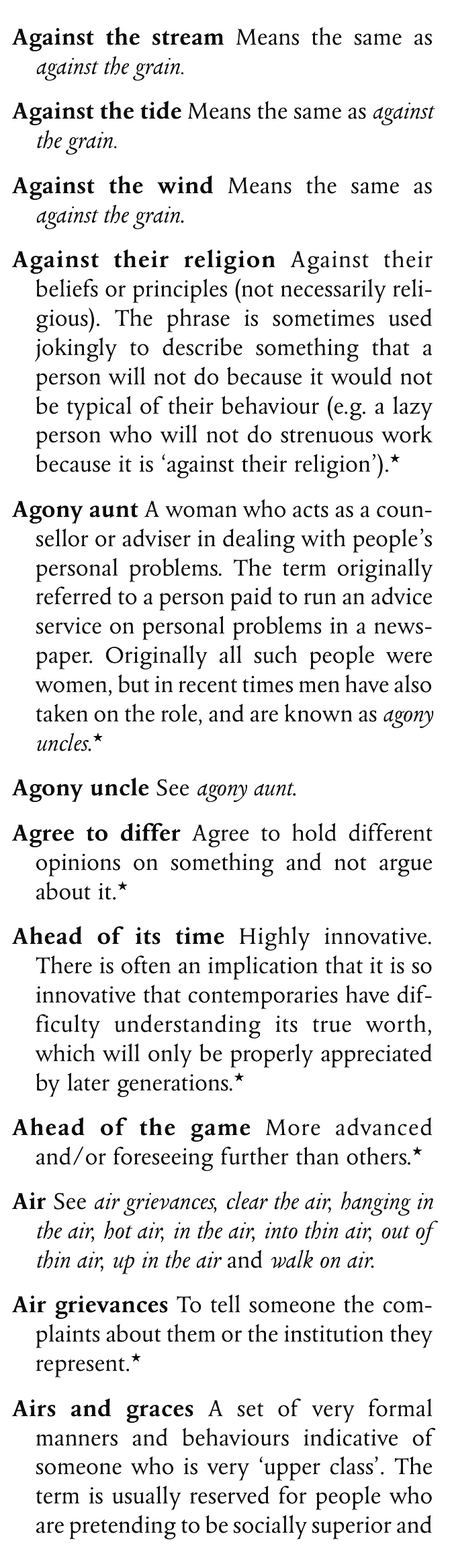 Against the stream Means the same as
against the grain.
Against the tide Means the same as against
the grain.
Against the wind Means the same as
against the grain.
Against their religion Against their
beliefs or principles (not necessarily reli-
gious). The phrase is sometimes used
jokingly to describe something that a
person will not do because it would not
be typical of their behaviour (e.g. a lazy
person who will not do strenuous work
because it is ‘against their religion’).★
Agony aunt A woman who acts as a coun-
sellor or adviser in dealing with people’s
personal problems. The term originally
referred to a person paid to run an advice
service on personal problems in a news-
paper. Originally all such people were
women, but in recent times men have also
taken on the role, and are known as agony
uncles.★
Agony uncle See agony aunt.
Agree to differ Agree to hold different
opinions on something and not argue
about it.★
Ahead of its time Highly innovative.
There is often an implication that it is so
innovative that contemporaries have dif-
ficulty understanding its true worth,
which will only be properly appreciated
by later generations.★
Ahead of the game More advanced
and/or foreseeing further than others.★
Air See air grievances, clear the air, hanging in
the air, hot air, in the air, into thin air, out of
thin air, up in the air and walk on air.
Air grievances To tell someone the com-
plaints about them or the institution they
represent.★
Airs and graces A set of very formal
manners and behaviours indicative of
someone who is very ‘upper class’. The
term is usually reserved for people who
are pretending to be socially superior and